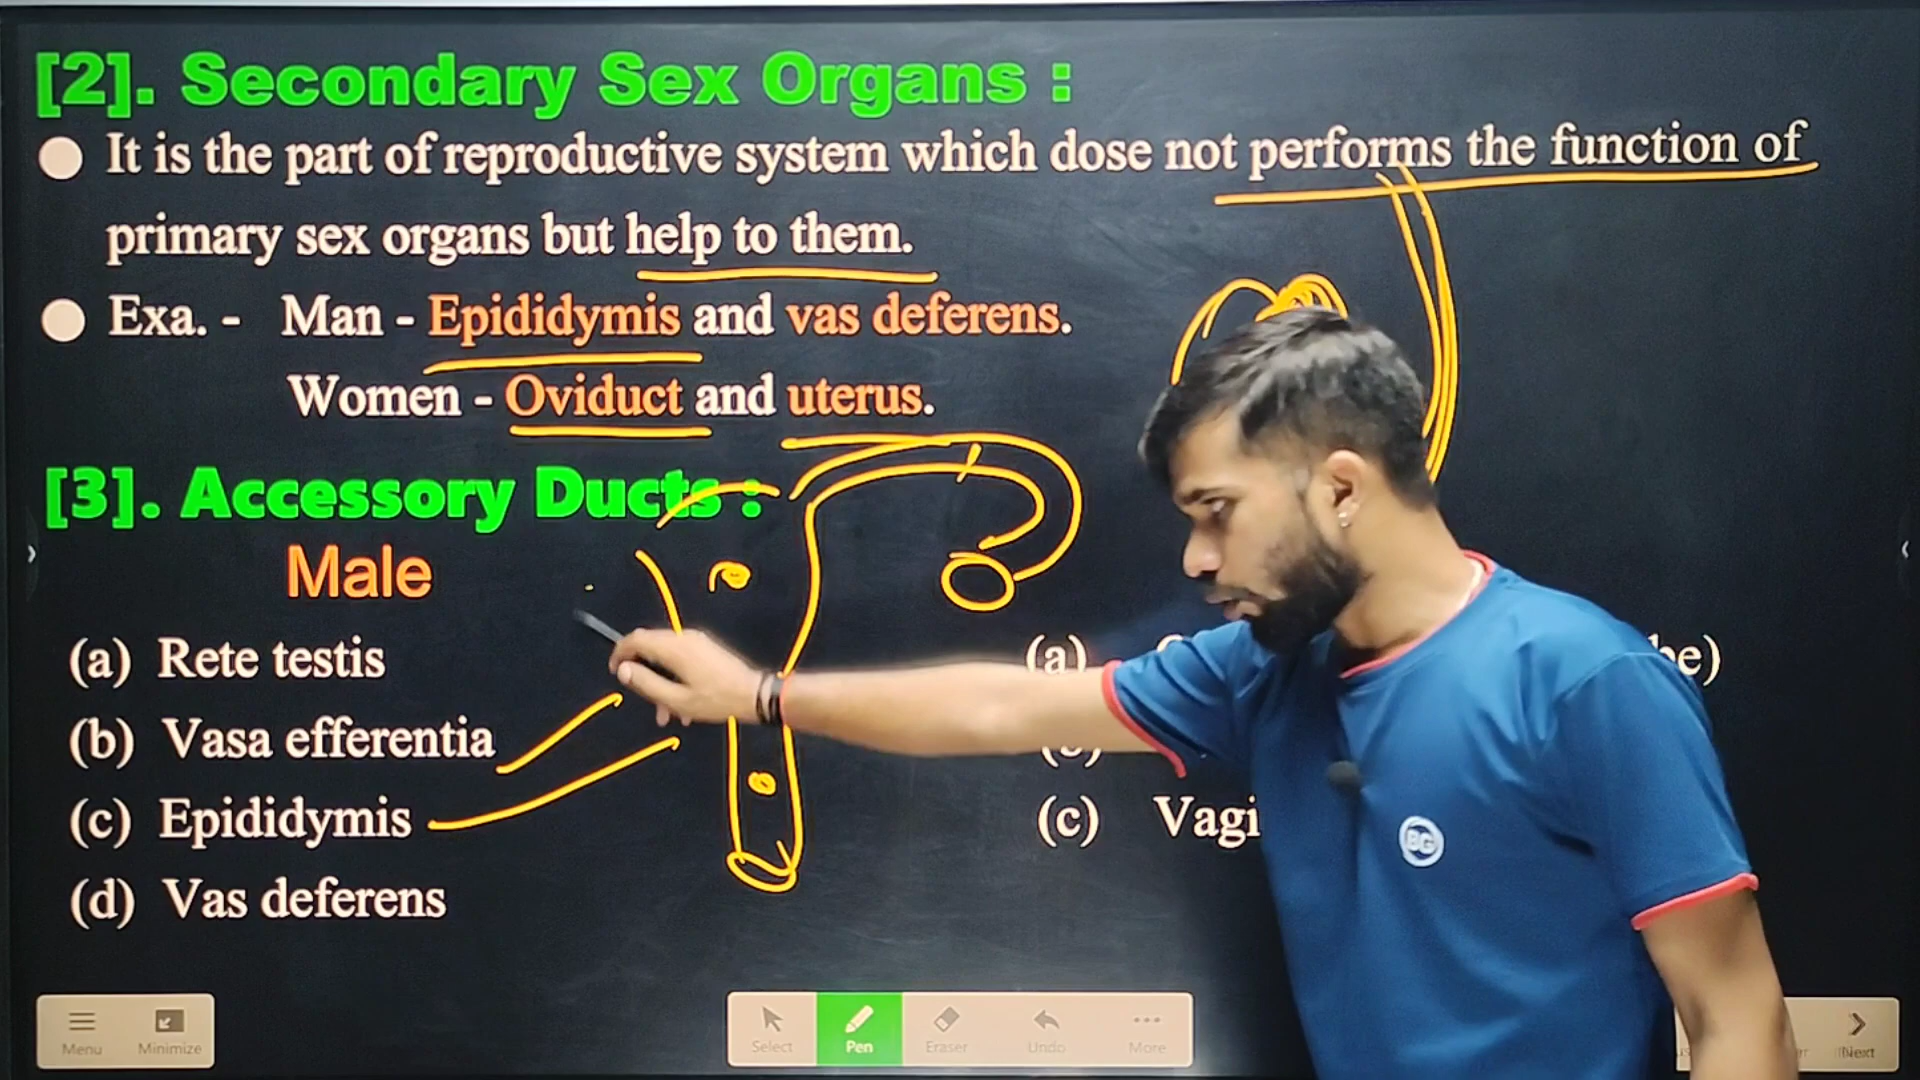 [2]. Secondary Sex Organs :
It is the part of reproductive system which dose not performs the function of
primary sex organs but help to them.
Exa. - Man - Epididymis and vas deferens.
Women - Oviduct and uterus.
[3]. Accessory Ducts :
Male
(a) Rete testis
(a)
(b) Vasa efferentia
(c) Epididymis
(c)
(d) Vas deferens
BG
Menu
Minimize
Select
Pen
Eraser
Undo
More
Next